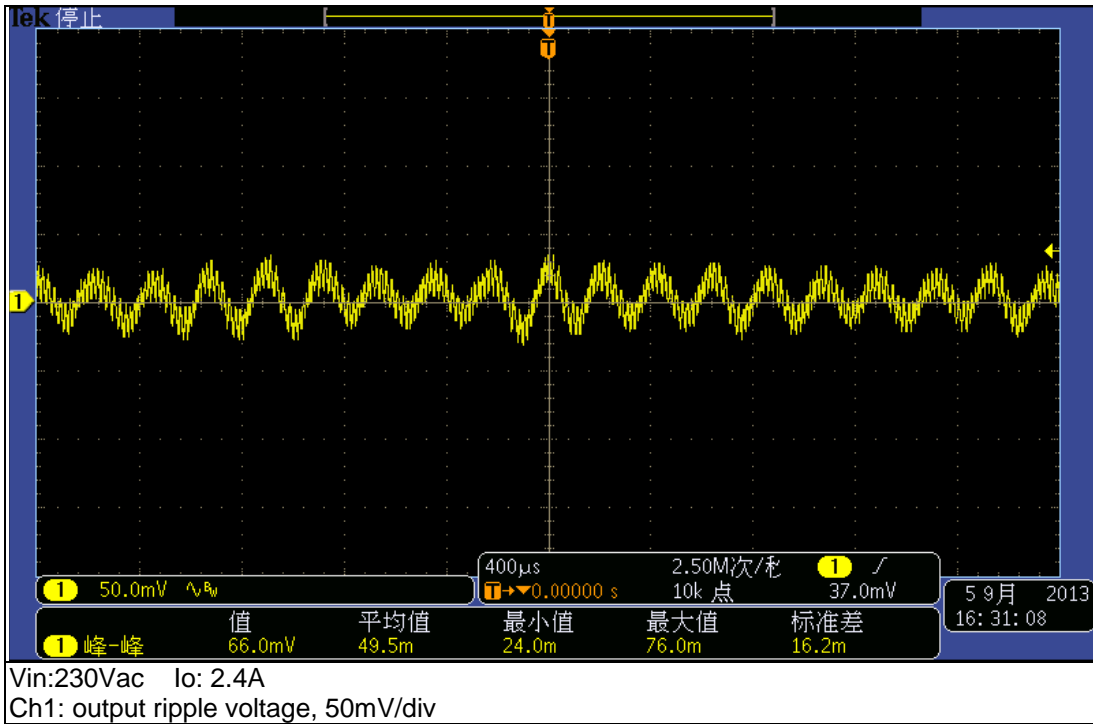 Tek 停止
T
T
1
400µs 2.50M次/秒 1
1 50.0mV
T 0.00000 s 10k 点 37.0mV
5 9月 2013
16:31:08
值 平均值 最小值 最大值 标准差
1 峰-峰 66.0mV 49.5m 24.0m 76.0m 16.2m
Vin:230Vac Io: 2.4A
Ch1: output ripple voltage, 50mV/div